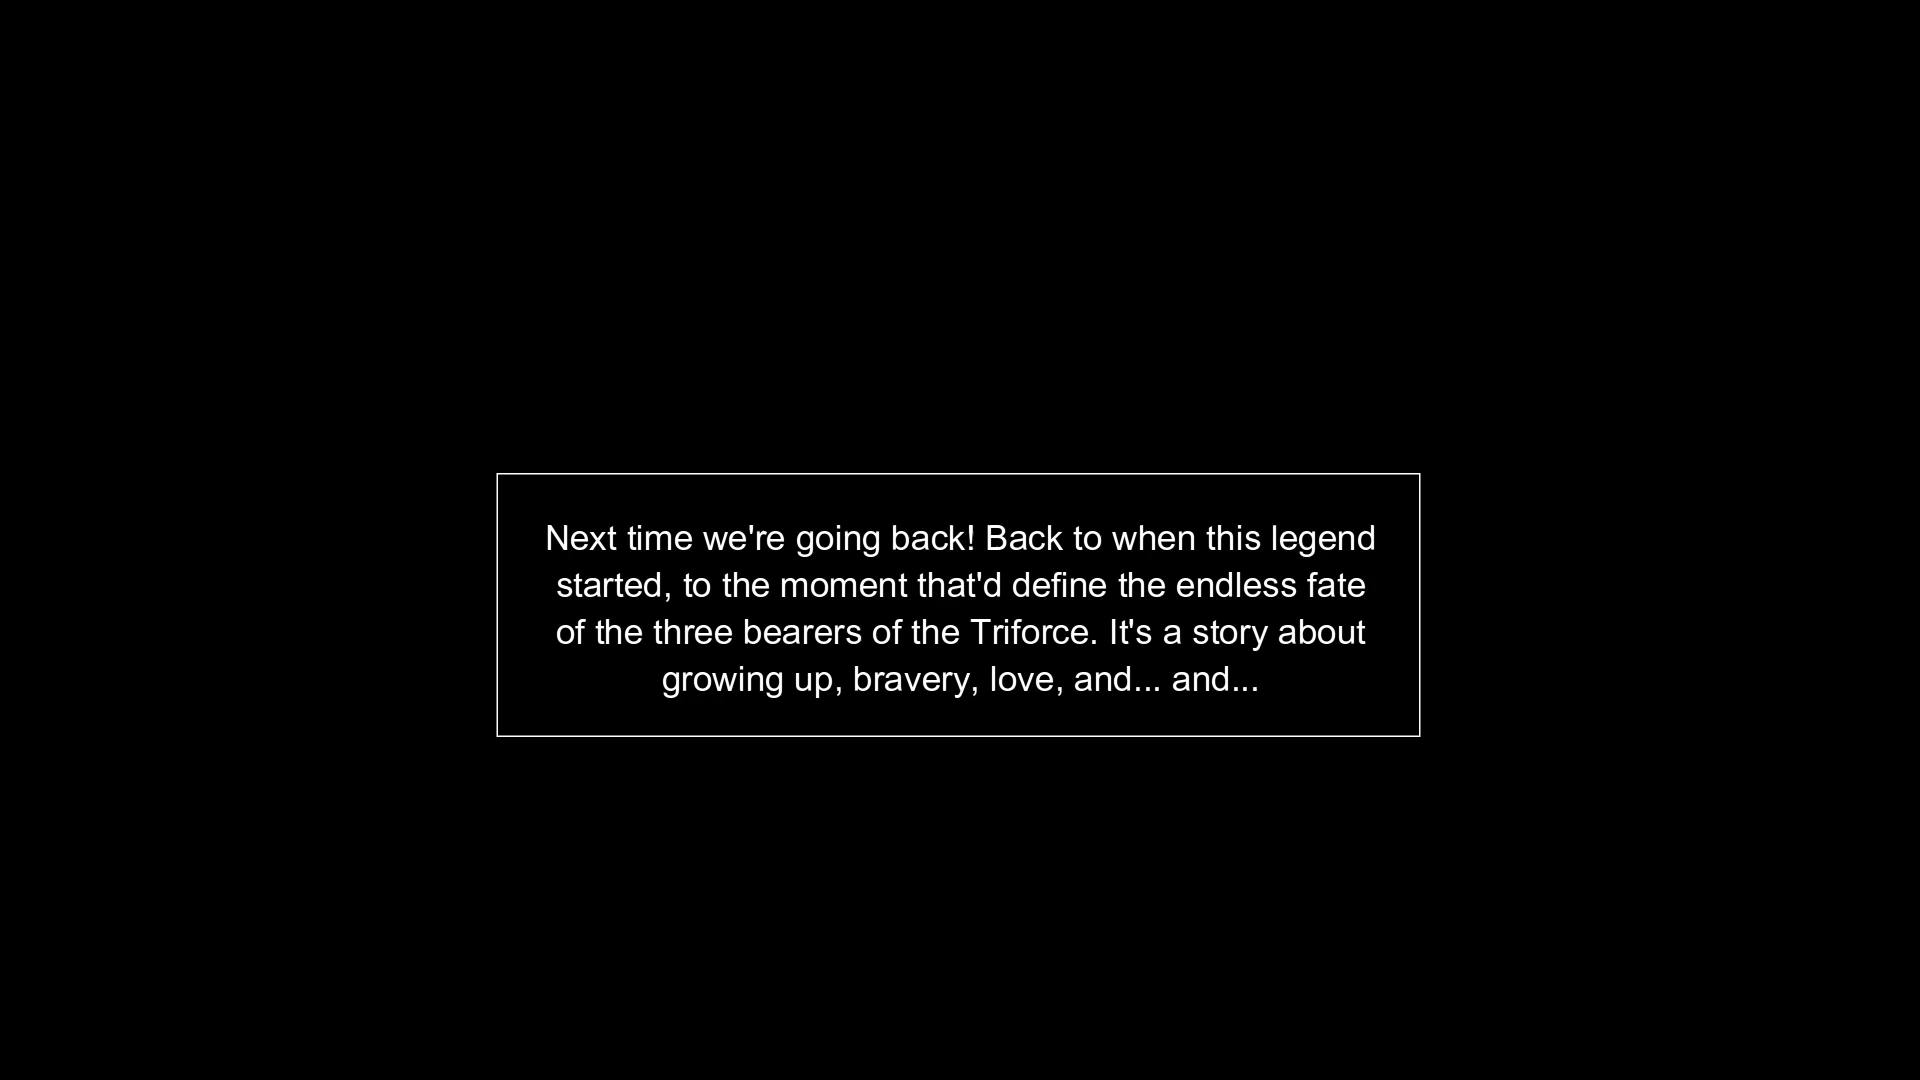 Next time we're going back! Back to when this legend
started, to the moment that'd define the endless fate
of the three bearers of the Triforce. It's a story about
growing up, bravery, love, and... and...